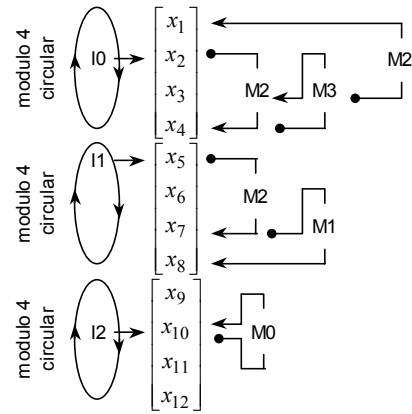 modulo 4
circular
I0
x1
x2
x3
x4
M2
M3
M2
modulo 4
circular
I1
x5
x6
x7
x8
M2
M1
modulo 4
circular
I2
x9
x10
x11
x12
M0